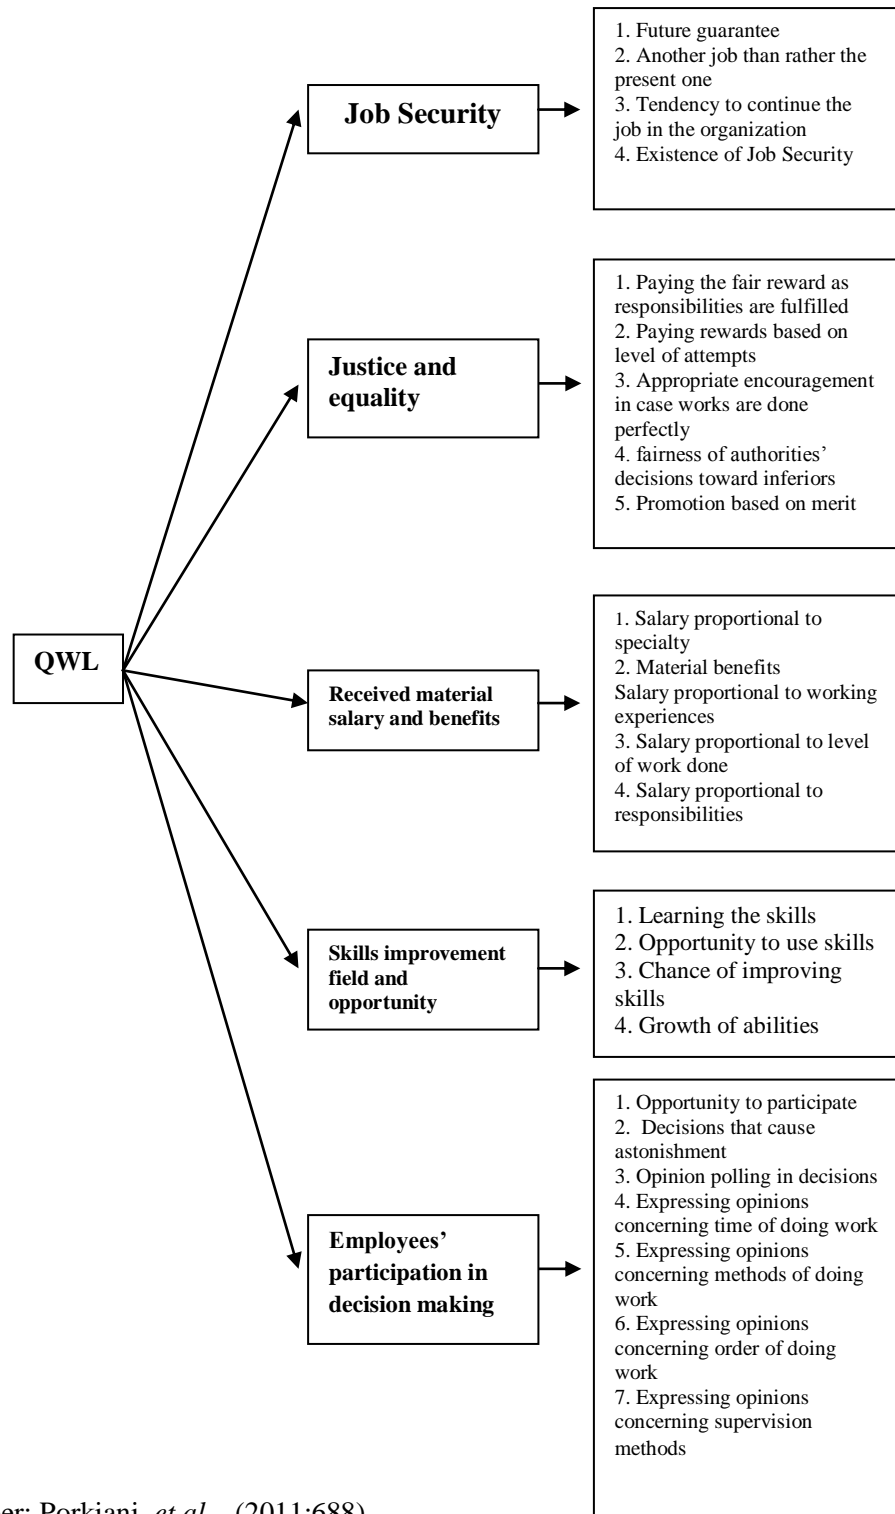 1. Future guarantee
2. Another job than rather the
present one
3. Tendency to continue the
job in the organization
4. Existence of Job Security
Job Security
1. Paying the fair reward as
responsibilities are fulfilled
2. Paying rewards based on
level of attempts
3. Appropriate encouragement
in case works are done
perfectly
4. fairness of authorities’
decisions toward inferiors
5. Promotion based on merit
Justice and
equality
QWL
Received material
salary and benefits
1. Salary proportional to
specialty
2. Material benefits
Salary proportional to working
experiences
3. Salary proportional to level
of work done
4. Salary proportional to
responsibilities
Skills improvement
field and
opportunity
1. Learning the skills
2. Opportunity to use skills
3. Chance of improving
skills
4. Growth of abilities
Employees’
participation in
decision making
1. Opportunity to participate
2. Decisions that cause
astonishment
3. Opinion polling in decisions
4. Expressing opinions
concerning time of doing work
5. Expressing opinions
concerning methods of doing
work
6. Expressing opinions
concerning order of doing
work
7. Expressing opinions
concerning supervision
methods
er: Porkiani, et al., (2011:688)